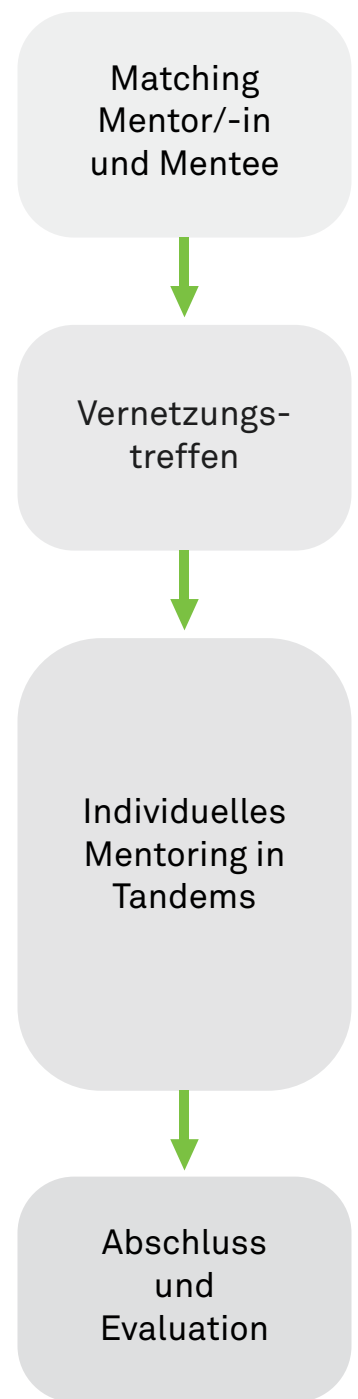 Matching
Mentor/-in
und Mentee
Vernetzungs-
treffen
Individuelles
Mentoring in
Tandems
Abschluss
und
Evaluation